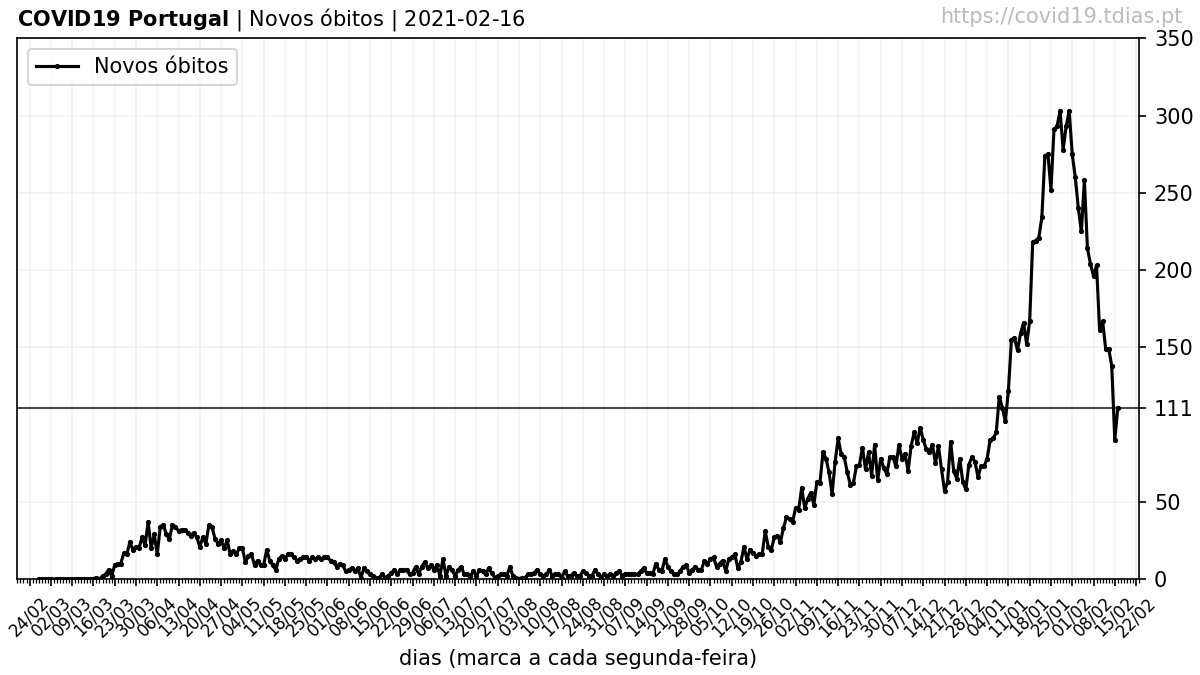 COVID19 Portugal | Novos óbitos | 2021-02-16
https://covid19.tdias.pt
Novos óbitos
350
300
250
200
150
111
50
0
24/02 02/03 09/03 16/03 23/03 30/03 06/04 13/04 20/04 27/04 04/05 11/05 18/05 25/05 01/06 08/06 15/06 22/06 29/06 06/07 13/07 20/07 27/07 03/08 10/08 17/08 24/08 31/08 07/09 14/09 21/09 28/09 05/10 12/10 19/10 26/10 02/11 09/11 16/11 23/11 30/11 07/12 14/12 21/12 28/12 04/01 11/01 18/01 25/01 01/02 08/02 15/02 22/02
dias (marca a cada segunda-feira)